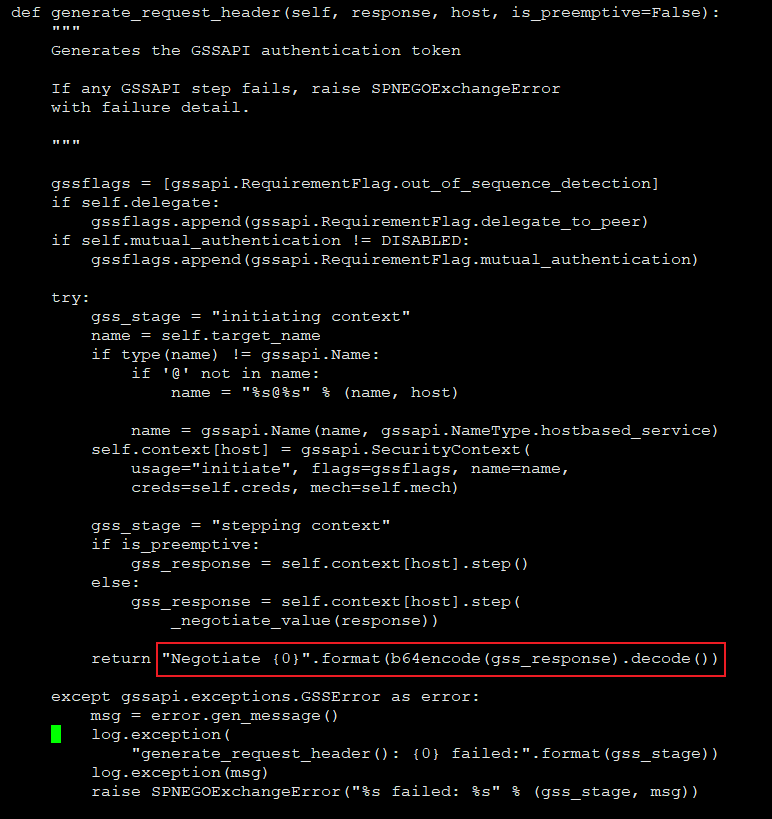 def generate_request_header(self, response, host, is_preemptive=False):
    """
    Generates the GSSAPI authentication token

    If any GSSAPI step fails, raise SPNEGOExchangeError
    with failure detail.

    """

    gssflags = [gssapi.RequirementFlag.out_of_sequence_detection]
    if self.delegate:
        gssflags.append(gssapi.RequirementFlag.delegate_to_peer)
    if self.mutual_authentication != DISABLED:
        gssflags.append(gssapi.RequirementFlag.mutual_authentication)

    try:
        gss_stage = "initiating context"
        name = self.target_name
        if type(name) != gssapi.Name:
            if '@' not in name:
                name = "%s@%s" % (name, host)

            name = gssapi.Name(name, gssapi.NameType.hostbased_service)
        self.context[host] = gssapi.SecurityContext(
            usage="initiate", flags=gssflags, name=name,
            creds=self.creds, mech=self.mech)

        gss_stage = "stepping context"
        if is_preemptive:
            gss_response = self.context[host].step()
        else:
            gss_response = self.context[host].step(
                _negotiate_value(response))

        return "Negotiate {0}".format(b64encode(gss_response).decode())

    except gssapi.exceptions.GSSError as error:
        msg = error.gen_message()
        log.exception(
            "generate_request_header(): {0} failed:".format(gss_stage))
        log.exception(msg)
        raise SPNEGOExchangeError("%s failed: %s" % (gss_stage, msg))